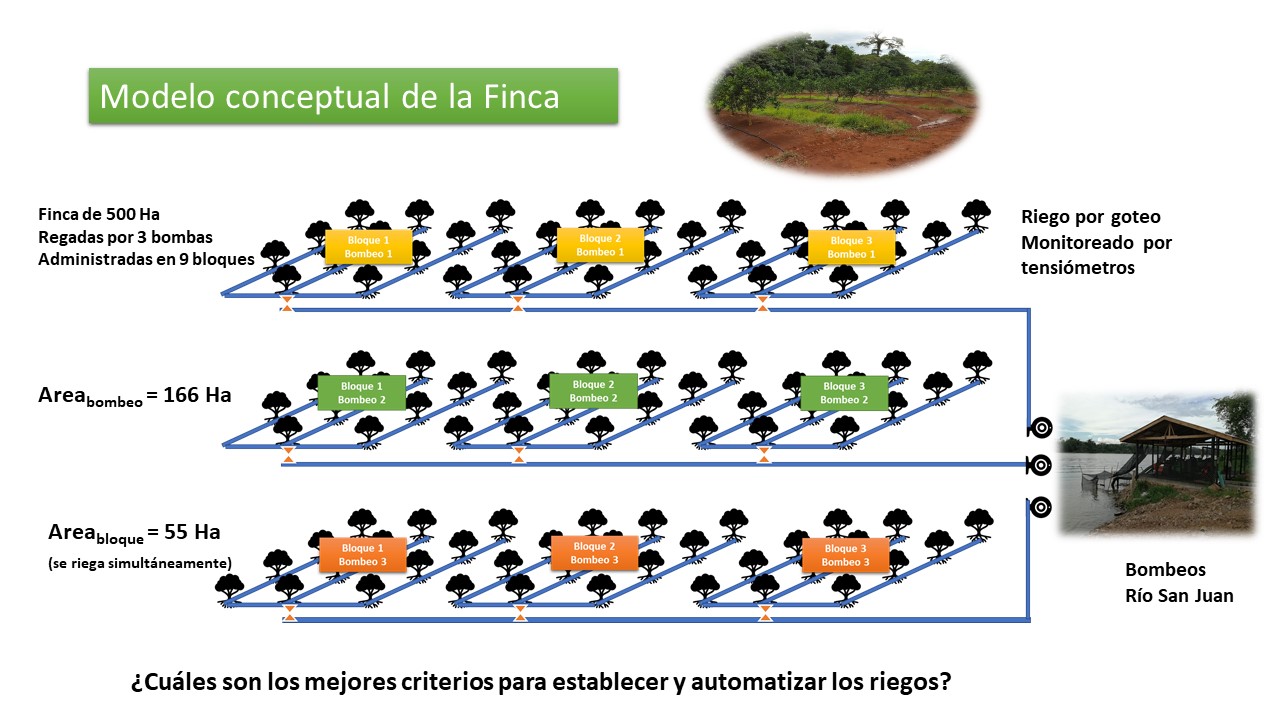 Modelo conceptual de la Finca
Finca de 500 Ha
Regadas por 3 bombas
Administradas en 9 bloques
Bloque 1
Bombeo 1
Bloque 2
Bombeo 1
Bloque 3
Bombeo 1
Riego por goteo
Monitoreado por
tensiómetros
Area bombeo = 166 Ha
Bloque 1
Bombeo 2
Bloque 2
Bombeo 2
Bloque 3
Bombeo 2
Area bloque = 55 Ha
(se riega simultáneamente)
Bloque 1
Bombeo 3
Bloque 2
Bombeo 3
Bloque 3
Bombeo 3
Bombeos
Río San Juan
¿Cuáles son los mejores criterios para establecer y automatizar los riegos?